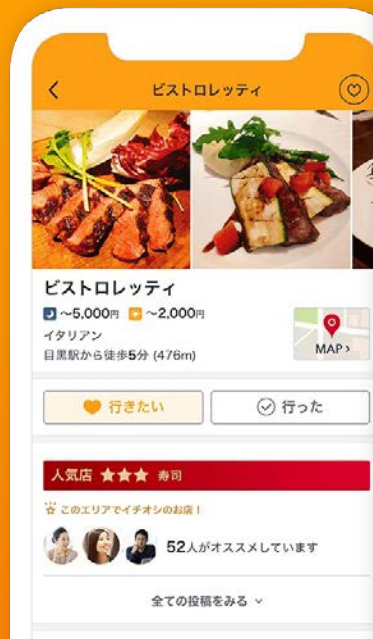 ビストロレッティ
ビストロレッティ
〜5,000円 〜2,000円
イタリアン
目黒駅から徒歩5分 (476m)
MAP>
行きたい
行った
人気店 ★★★ 寿司
このエリアでイチオシのお店！
52人がオススメしています
全ての投稿をみる